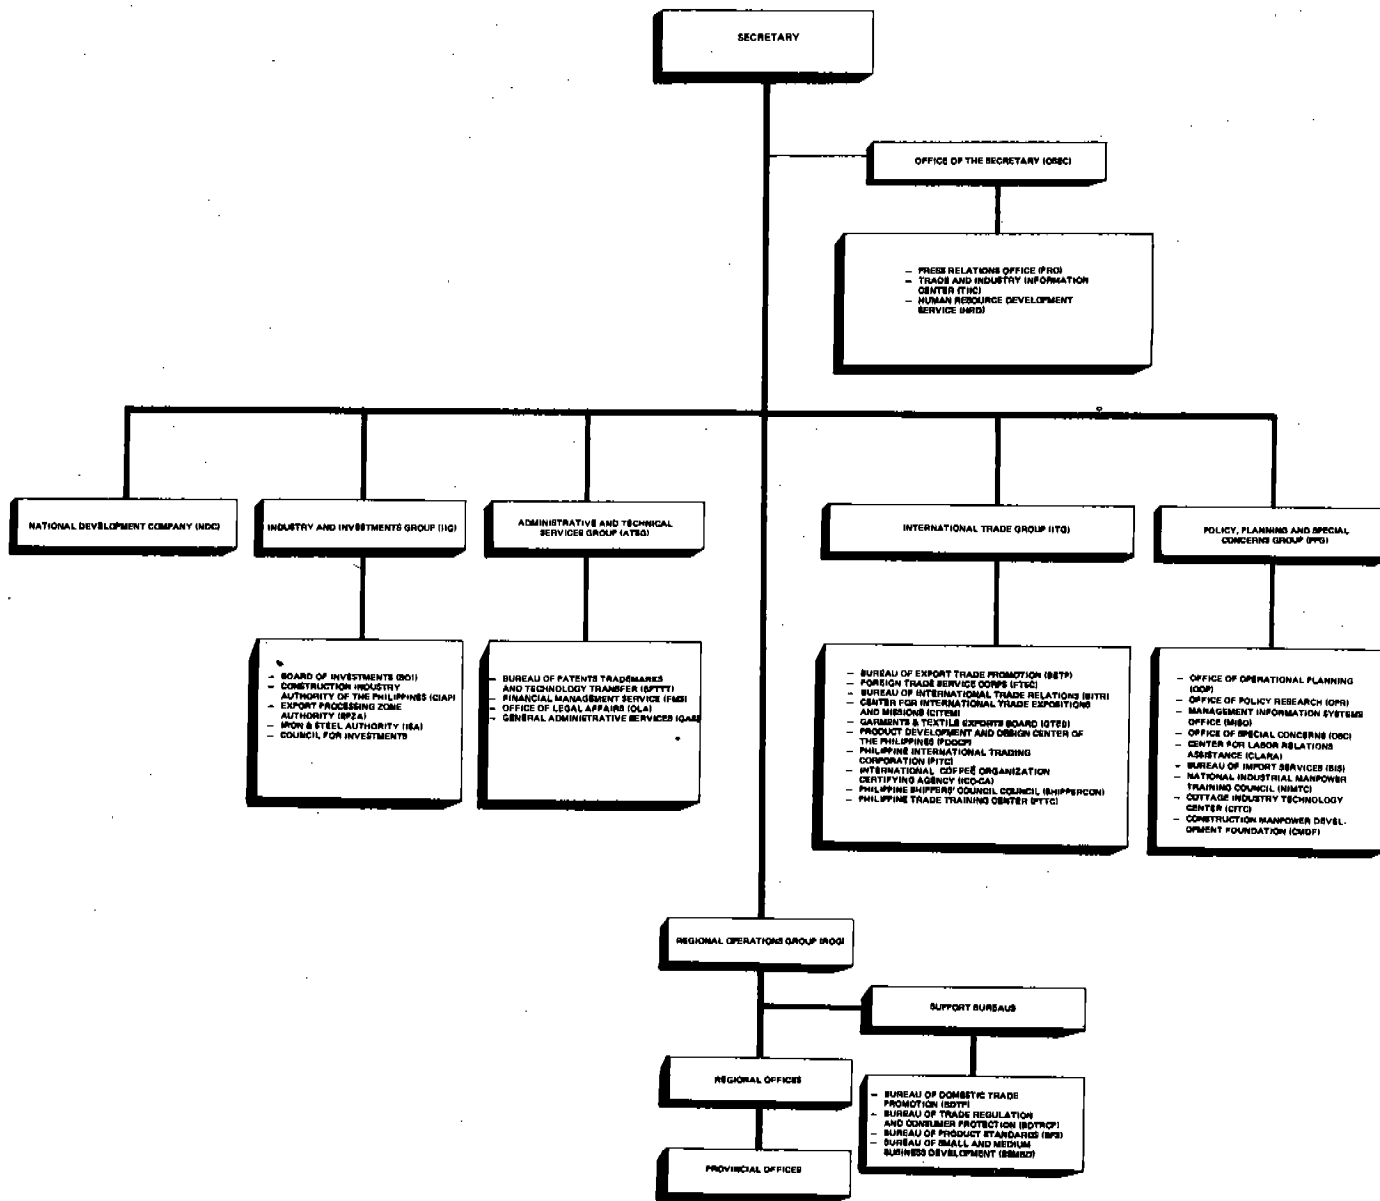 SECRETARY
OFFICE OF THE SECRETARY (OSEC)
— PRESS RELATIONS OFFICE (PRO)
— TRADE AND INDUSTRY INFORMATION
CENTER (TIIC)
— HUMAN RESOURCE DEVELOPMENT
SERVICE (HRD)
NATIONAL DEVELOPMENT COMPANY (NDC)
INDUSTRY AND INVESTMENTS GROUP (IIG)
ADMINISTRATIVE AND TECHNICAL
SERVICES GROUP (ATSG)
INTERNATIONAL TRADE GROUP (ITG)
POLICY, PLANNING AND SPECIAL
CONCERNS GROUP (PPG)
— BOARD OF INVESTMENTS (BOI)
— CONSTRUCTION INDUSTRY
AUTHORITY OF THE PHILIPPINES (CIAP)
— EXPORT PROCESSING ZONE
AUTHORITY (EPZA)
— IRON & STEEL AUTHORITY (ISA)
— COUNCIL FOR INVESTMENTS
— BUREAU OF PATENTS TRADEMARKS
AND TECHNOLOGY TRANSFER (BPTTT)
— FINANCIAL MANAGEMENT SERVICE (FMS)
— OFFICE OF LEGAL AFFAIRS (OLA)
— GENERAL ADMINISTRATIVE SERVICES (GAS)
— BUREAU OF EXPORT TRADE PROMOTION (BETP)
— FOREIGN TRADE SERVICE CORPS (FTSC)
— BUREAU OF INTERNATIONAL TRADE RELATIONS (BITR)
— CENTER FOR INTERNATIONAL TRADE EXPOSITIONS
AND MISSIONS (CITEM)
— GARMENTS & TEXTILE EXPORTS BOARD (GTEB)
— PRODUCT DEVELOPMENT AND DESIGN CENTER OF
THE PHILIPPINES (PDDCP)
— PHILIPPINE INTERNATIONAL TRADING
CORPORATION (PITC)
— INTERNATIONAL COFFEE ORGANIZATION
CERTIFYING AGENCY (ICO-CA)
— PHILIPPINE SHIPPERS' COUNCIL COUNCIL (SHIPPERCON)
— PHILIPPINE TRADE TRAINING CENTER (PTTC)
— OFFICE OF OPERATIONAL PLANNING
(OOP)
— OFFICE OF POLICY RESEARCH (OPR)
— MANAGEMENT INFORMATION SYSTEMS
OFFICE (MISO)
— OFFICE OF SPECIAL CONCERNS (OSC)
— CENTER FOR LABOR RELATIONS
ASSISTANCE (CLARA)
— BUREAU OF IMPORT SERVICES (BIS)
— NATIONAL INDUSTRIAL MANPOWER
TRAINING COUNCIL (NIMTC)
— COTTAGE INDUSTRY TECHNOLOGY
CENTER (CITC)
— CONSTRUCTION MANPOWER DEVEL-
OPMENT FOUNDATION (CMDF)
REGIONAL OPERATIONS GROUP (ROG)
SUPPORT BUREAUS
REGIONAL OFFICES
— BUREAU OF DOMESTIC TRADE
PROMOTION (BDTP)
— BUREAU OF TRADE REGULATION
AND CONSUMER PROTECTION (BDTRCP)
— BUREAU OF PRODUCT STANDARDS (BPS)
— BUREAU OF SMALL AND MEDIUM
BUSINESS DEVELOPMENT (BSMBD)
PROVINCIAL OFFICES